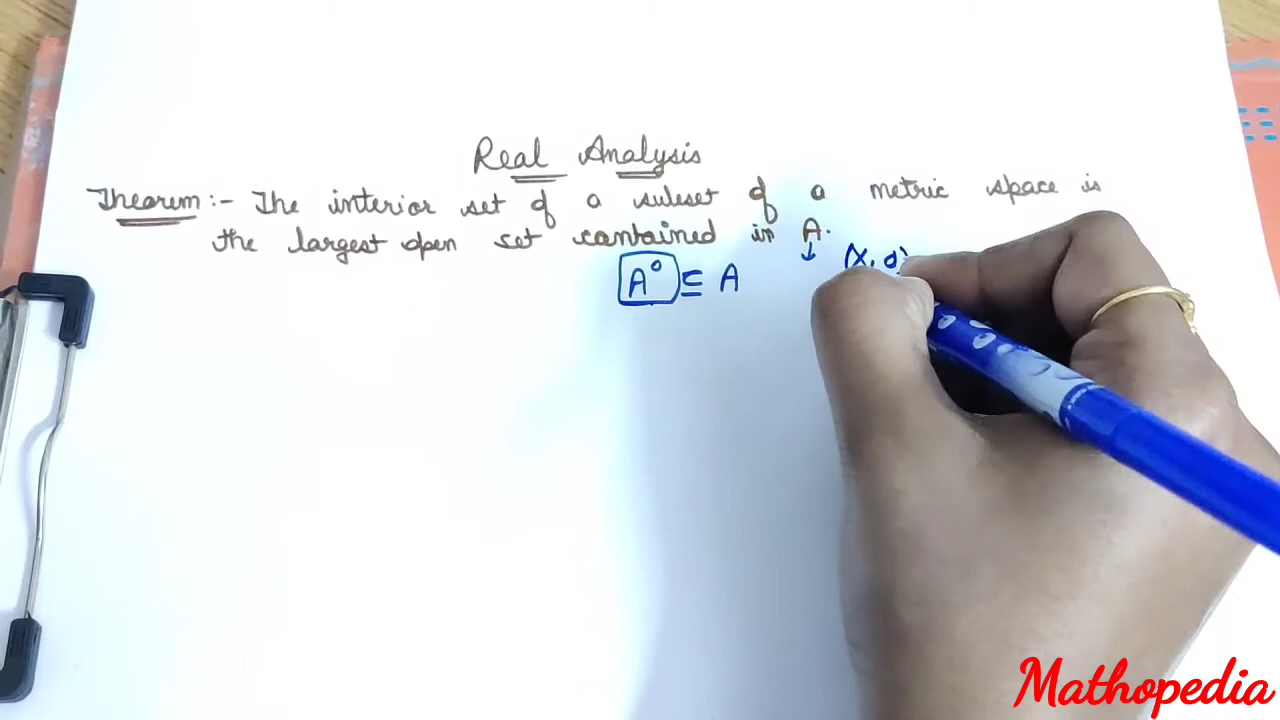 Real Analysis
Theorem:- The interior set of a subset of a metric space is
the largest open set contained in A.
A° ⊆ A ↓ (X, d)
Mathopedia